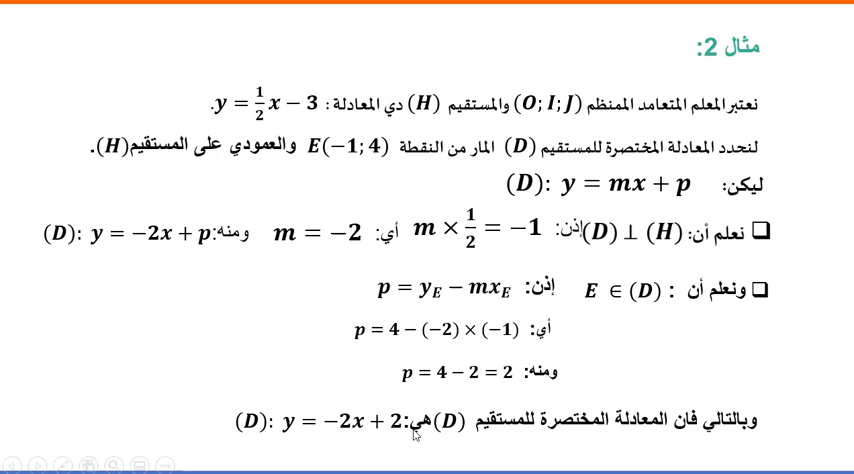 مثال 2:
نعتبر المعلم المتعامد الممنظم (O; I; J) والمستقيم (H) دي المعادلة : y = 1/2 x − 3.
لنحدد المعادلة المختصرة للمستقيم (D) المار من النقطة E(−1; 4) والعمودي على المستقيم(H).
ليكن: (D): y = mx + p
❑ نعلم أن: (D) ⊥ (H) إذن: m × 1/2 = −1 أي: m = −2 ومنه: (D): y = −2x + p
❑ ونعلم أن : E ∈ (D) إذن: p = y_E − mx_E
أي: p = 4 − (−2) × (−1)
ومنه: p = 4 − 2 = 2
وبالتالي فان المعادلة المختصرة للمستقيم (D) هي: (D): y = −2x + 2